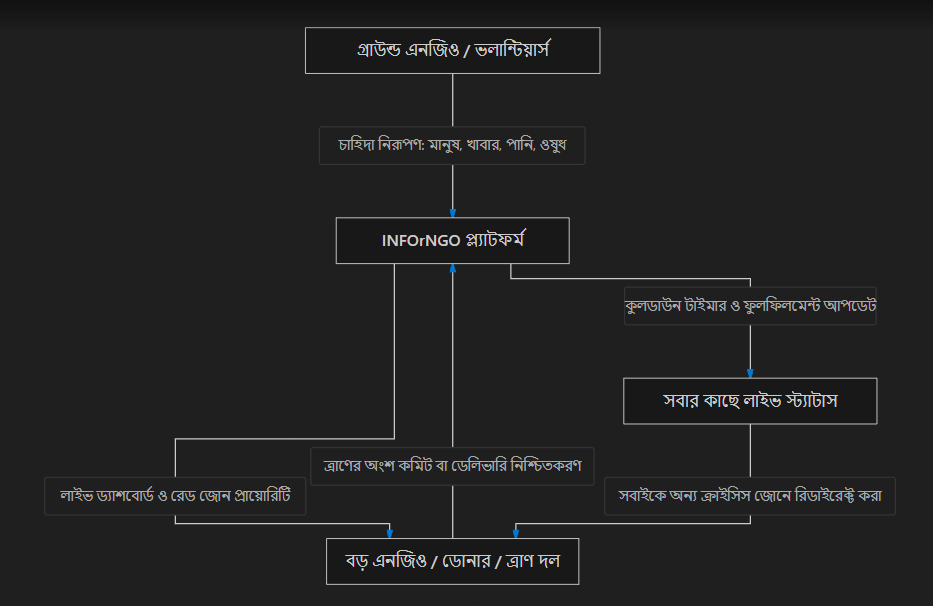 গ্রাউন্ড এনজিও / ভলান্টিয়ার্স
চাহিদা নিরূপণ: মানুষ, খাবার, পানি, ওষুধ
INFOrNGO প্ল্যাটফর্ম
কুলডাউন টাইমার ও ফুলফিলমেন্ট আপডেট
সবার কাছে লাইভ স্ট্যাটাস
ত্রাণের অংশ কমিট বা ডেলিভারি নিশ্চিতকরণ
লাইভ ড্যাশবোর্ড ও রেড জোন প্রায়োরিটি
সবাইকে অন্য ক্রাইসিস জোনে রিডাইরেক্ট করা
বড় এনজিও / ডোনার / ত্রাণ দল